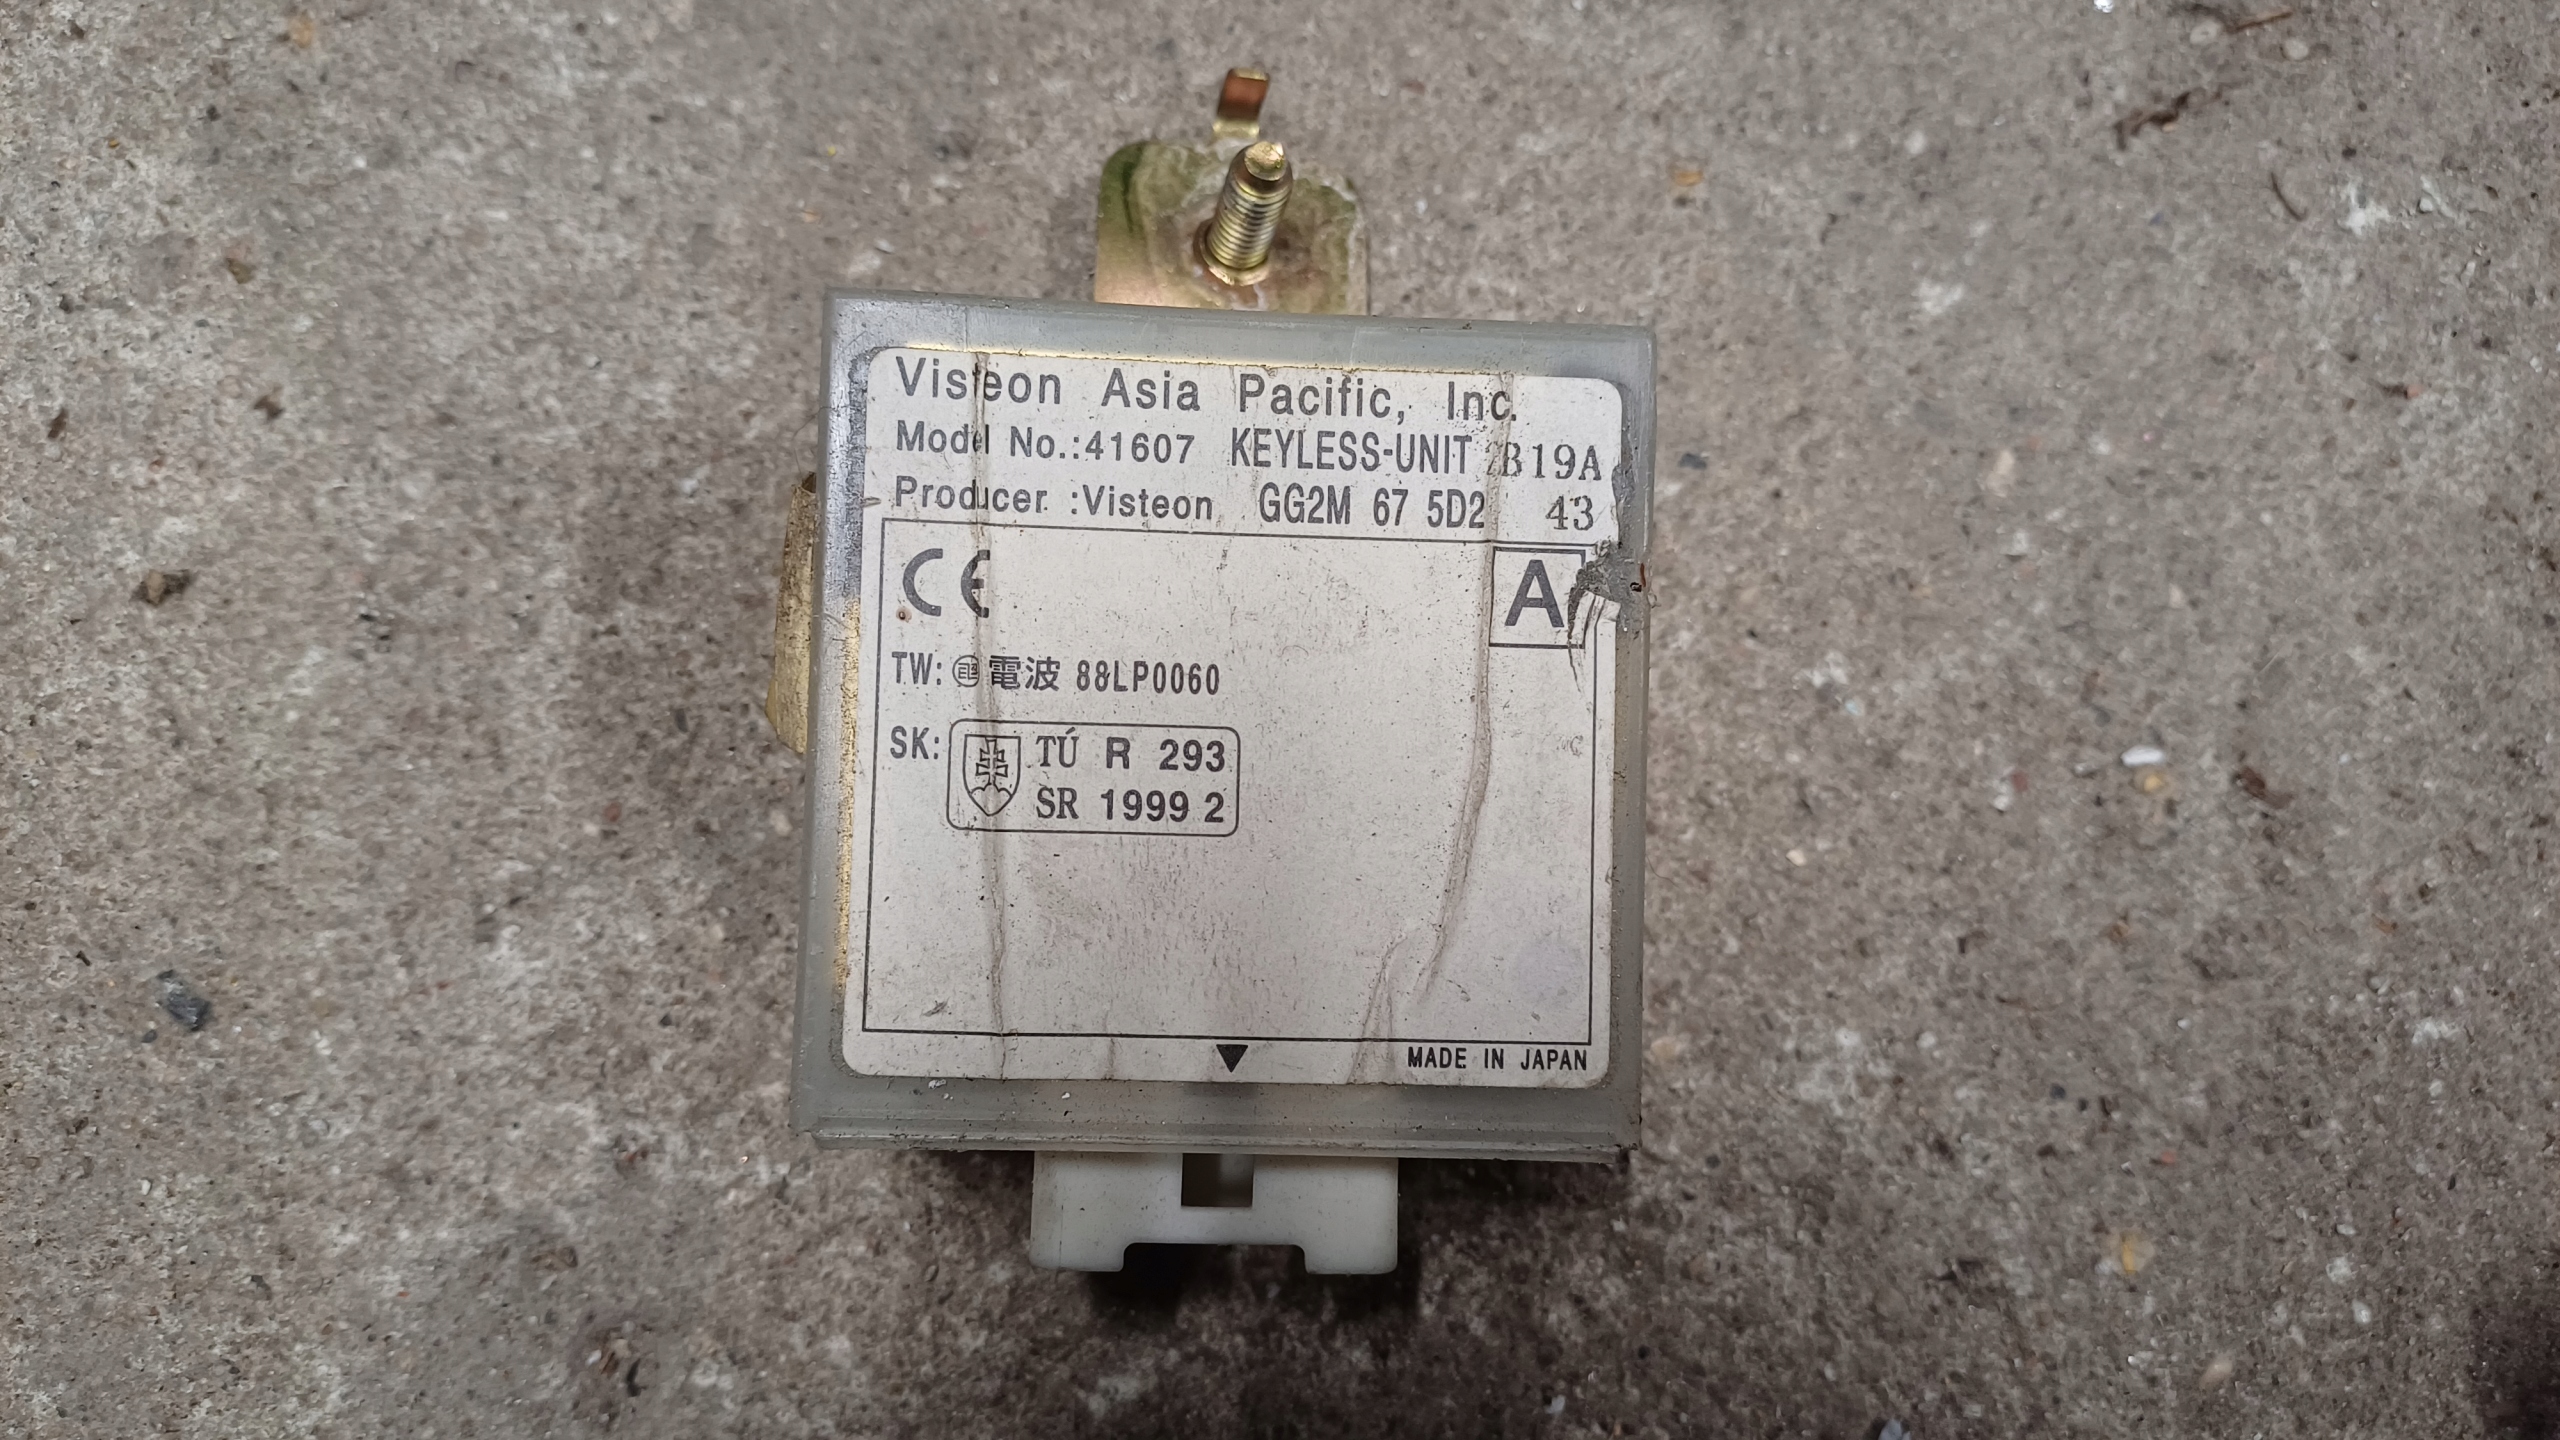 Visteon Asia Pacific, Inc.
Model No.:41607 KEYLESS-UNIT 2B19A
Producer :Visteon GG2M 67 5D2 43
CE
A
TW: 電波 88LP0060
SK: TÚ R 293
SR 1999 2
MADE IN JAPAN